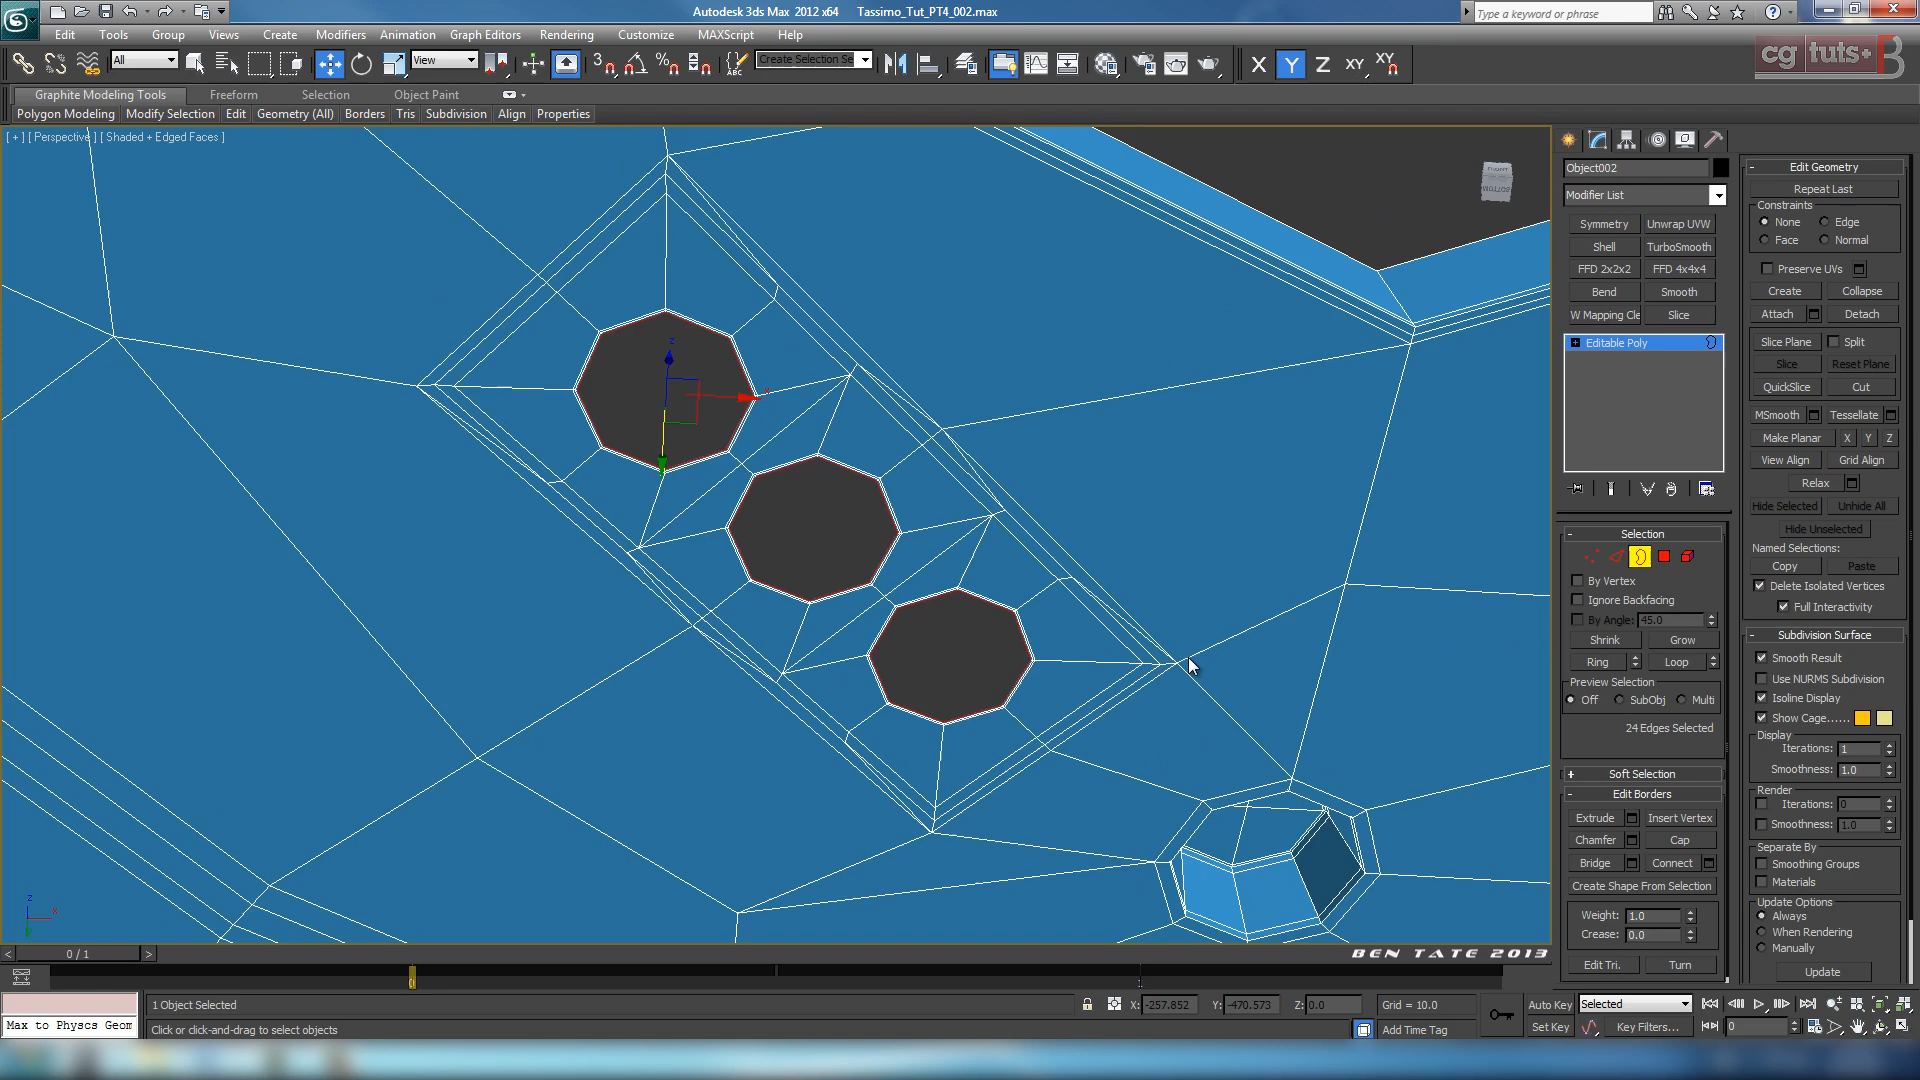 Autodesk 3ds Max 2012 x64 Tassimo_Tut_PT4_002.max
Type a keyword or phrase
Edit Tools Group Views Create Modifiers Animation Graph Editors Rendering Customize MAXScript Help
All View 3 Create Selection Se X Y Z XY XY
cg tuts+
Graphite Modeling Tools Freeform Selection Object Paint
Polygon Modeling Modify Selection Edit Geometry (All) Borders Tris Subdivision Align Properties
[ + ] [ Perspective ] [ Shaded + Edged Faces ]
BOTTOM
z
x
Object002
Modifier List
Symmetry Unwrap UVW
Shell TurboSmooth
FFD 2x2x2 FFD 4x4x4
Bend Smooth
W Mapping Cle Slice
Editable Poly
Selection
By Vertex
Ignore Backfacing
By Angle: 45.0
Shrink Grow
Ring Loop
Preview Selection
Off SubObj Multi
24 Edges Selected
Soft Selection
Edit Borders
Extrude Insert Vertex
Chamfer Cap
Bridge Connect
Create Shape From Selection
Weight: 1.0
Crease: 0.0
Edit Tri. Turn
Edit Geometry
Repeat Last
Constraints
None Edge
Face Normal
Preserve UVs
Create Collapse
Attach Detach
Slice Plane Split
Slice Reset Plane
QuickSlice Cut
MSmooth Tessellate
Make Planar X Y Z
View Align Grid Align
Relax
Hide Selected Unhide All
Hide Unselected
Named Selections:
Copy Paste
Delete Isolated Vertices
Full Interactivity
Subdivision Surface
Smooth Result
Use NURMS Subdivision
Isoline Display
Show Cage......
Display
Iterations: 1
Smoothness: 1.0
Render
Iterations: 0
Smoothness: 1.0
Separate By
Smoothing Groups
Materials
Update Options
Always
When Rendering
Manually
Update
z
x
< 0 / 1 >
BEN TATE 2013
0 1
1 Object Selected X: -257.852 Y: -470.573 Z: 0.0 Grid = 10.0 Auto Key Selected
Max to Physcs Geom Click or click-and-drag to select objects Add Time Tag Set Key Key Filters... 0